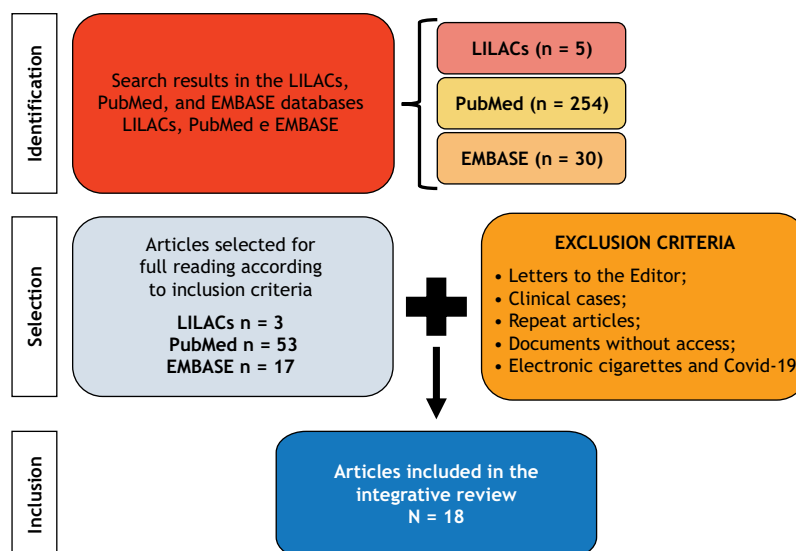 Identification
Search results in the LILACs,
PubMed, and EMBASE databases
LILACs, PubMed e EMBASE
LILACs (n = 5)
PubMed (n = 254)
EMBASE (n = 30)
Selection
Articles selected for
full reading according
to inclusion criteria
LILACs n = 3
PubMed n = 53
EMBASE n = 17
EXCLUSION CRITERIA
• Letters to the Editor;
• Clinical cases;
• Repeat articles;
• Documents without access;
• Electronic cigarettes and Covid-19
Inclusion
Articles included in the
integrative review
N = 18